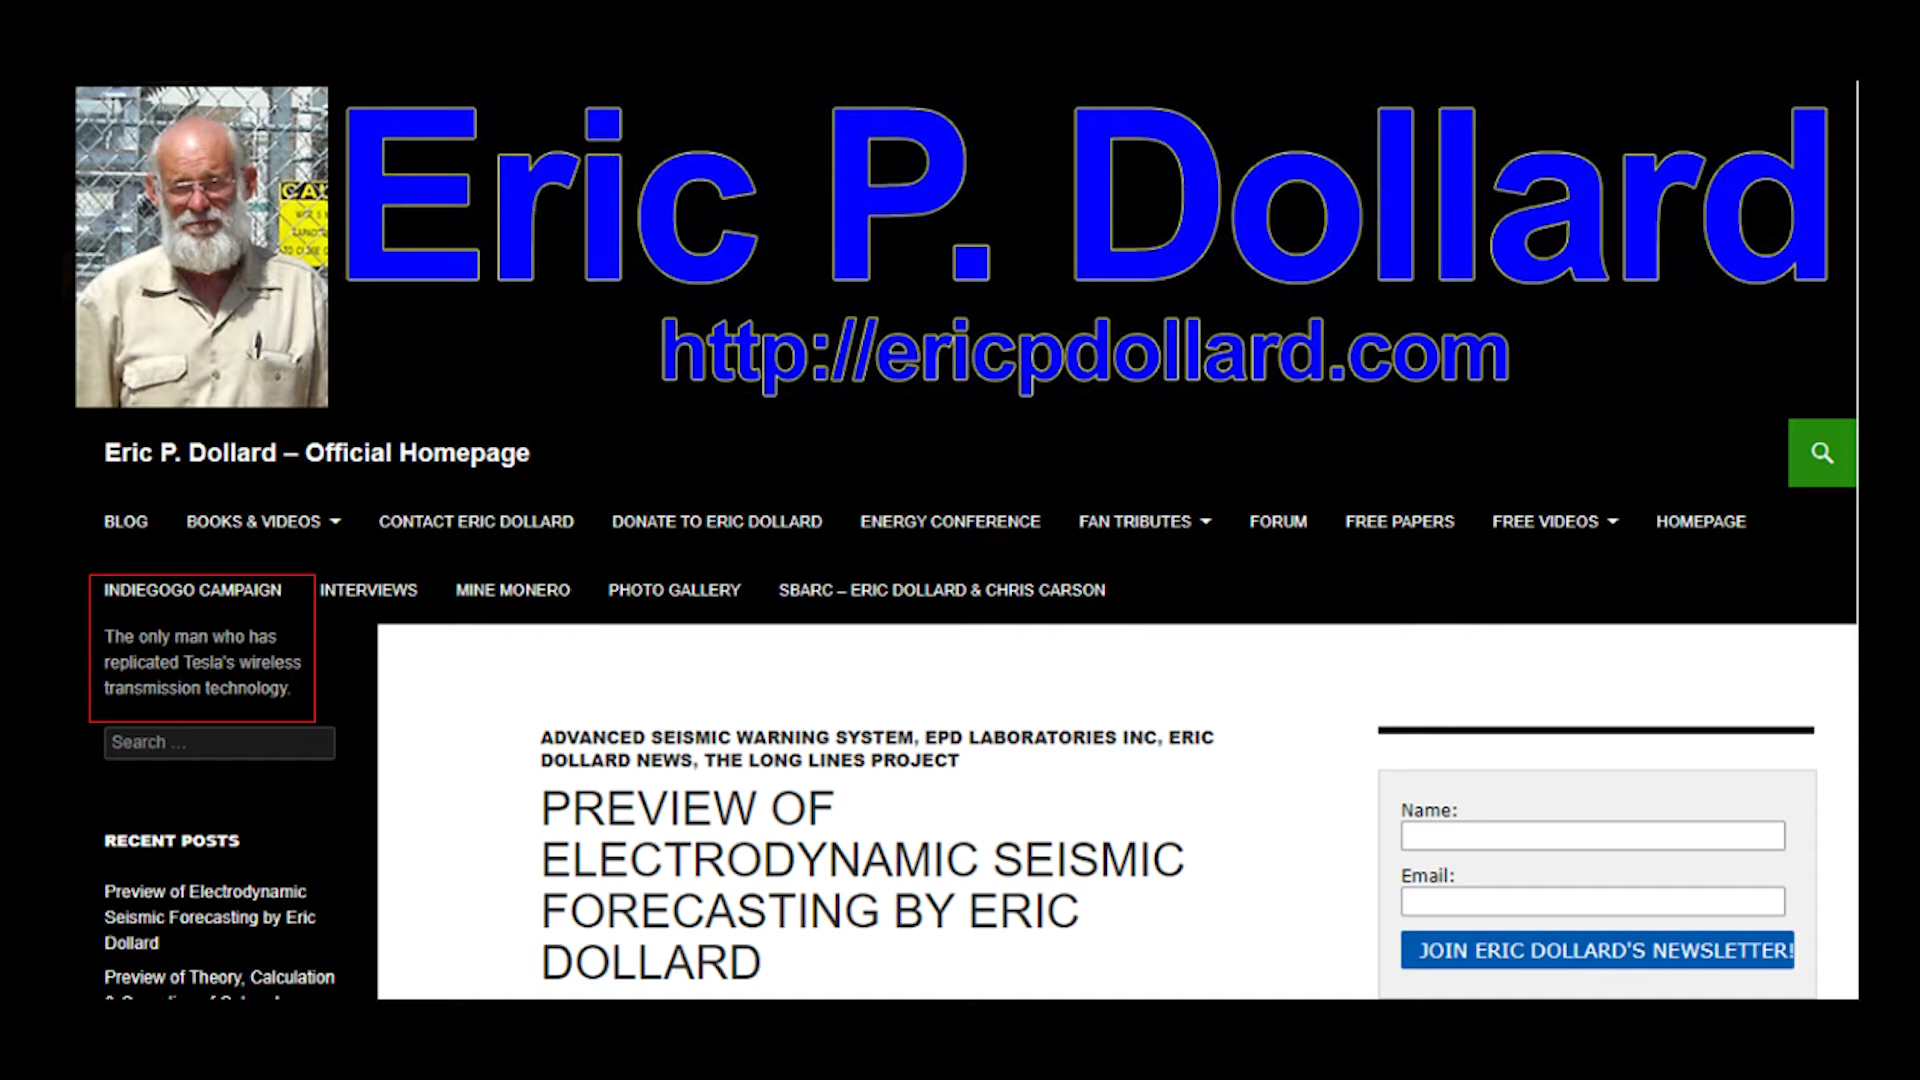 Eric P. Dollard
http://ericpdollard.com
Eric P. Dollard – Official Homepage
BLOG BOOKS & VIDEOS CONTACT ERIC DOLLARD DONATE TO ERIC DOLLARD ENERGY CONFERENCE FAN TRIBUTES FORUM FREE PAPERS FREE VIDEOS HOMEPAGE
INDIEGOGO CAMPAIGN INTERVIEWS MINE MONERO PHOTO GALLERY SBARC – ERIC DOLLARD & CHRIS CARSON
The only man who has
replicated Tesla's wireless
transmission technology.
Search ...
RECENT POSTS
Preview of Electrodynamic
Seismic Forecasting by Eric
Dollard
Preview of Theory, Calculation
ADVANCED SEISMIC WARNING SYSTEM, EPD LABORATORIES INC, ERIC
DOLLARD NEWS, THE LONG LINES PROJECT
PREVIEW OF
ELECTRODYNAMIC SEISMIC
FORECASTING BY ERIC
DOLLARD
Name:
Email:
JOIN ERIC DOLLARD'S NEWSLETTER!